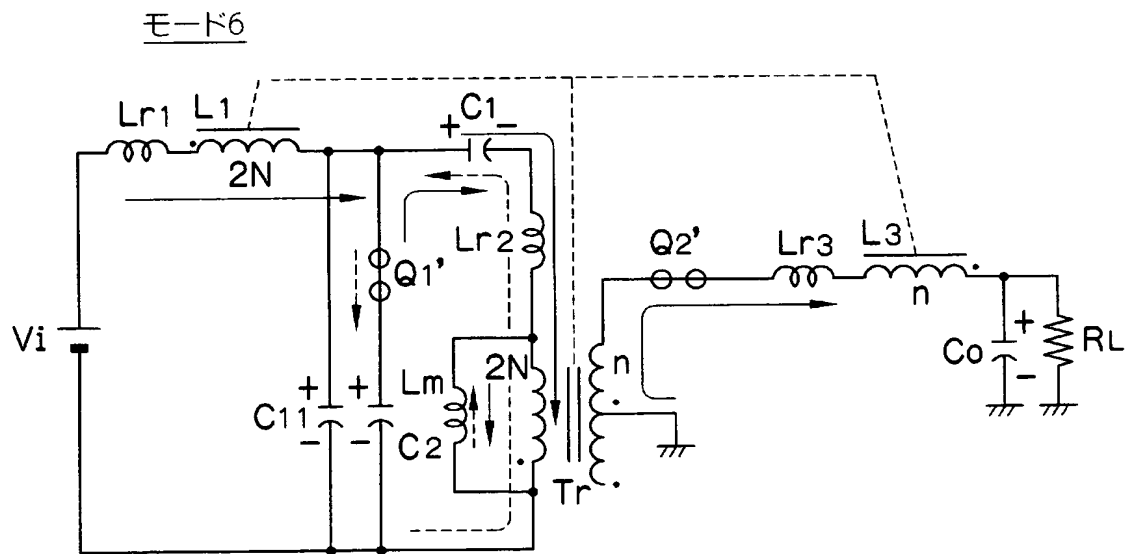 モード6
Lr1 L1 C1
+ -
2N
Lr2
Q1'
Q2' Lr3 L3
n
Vi
+ +
C11 C2
- -
Lm 2N
n
Tr
Co + RL
-